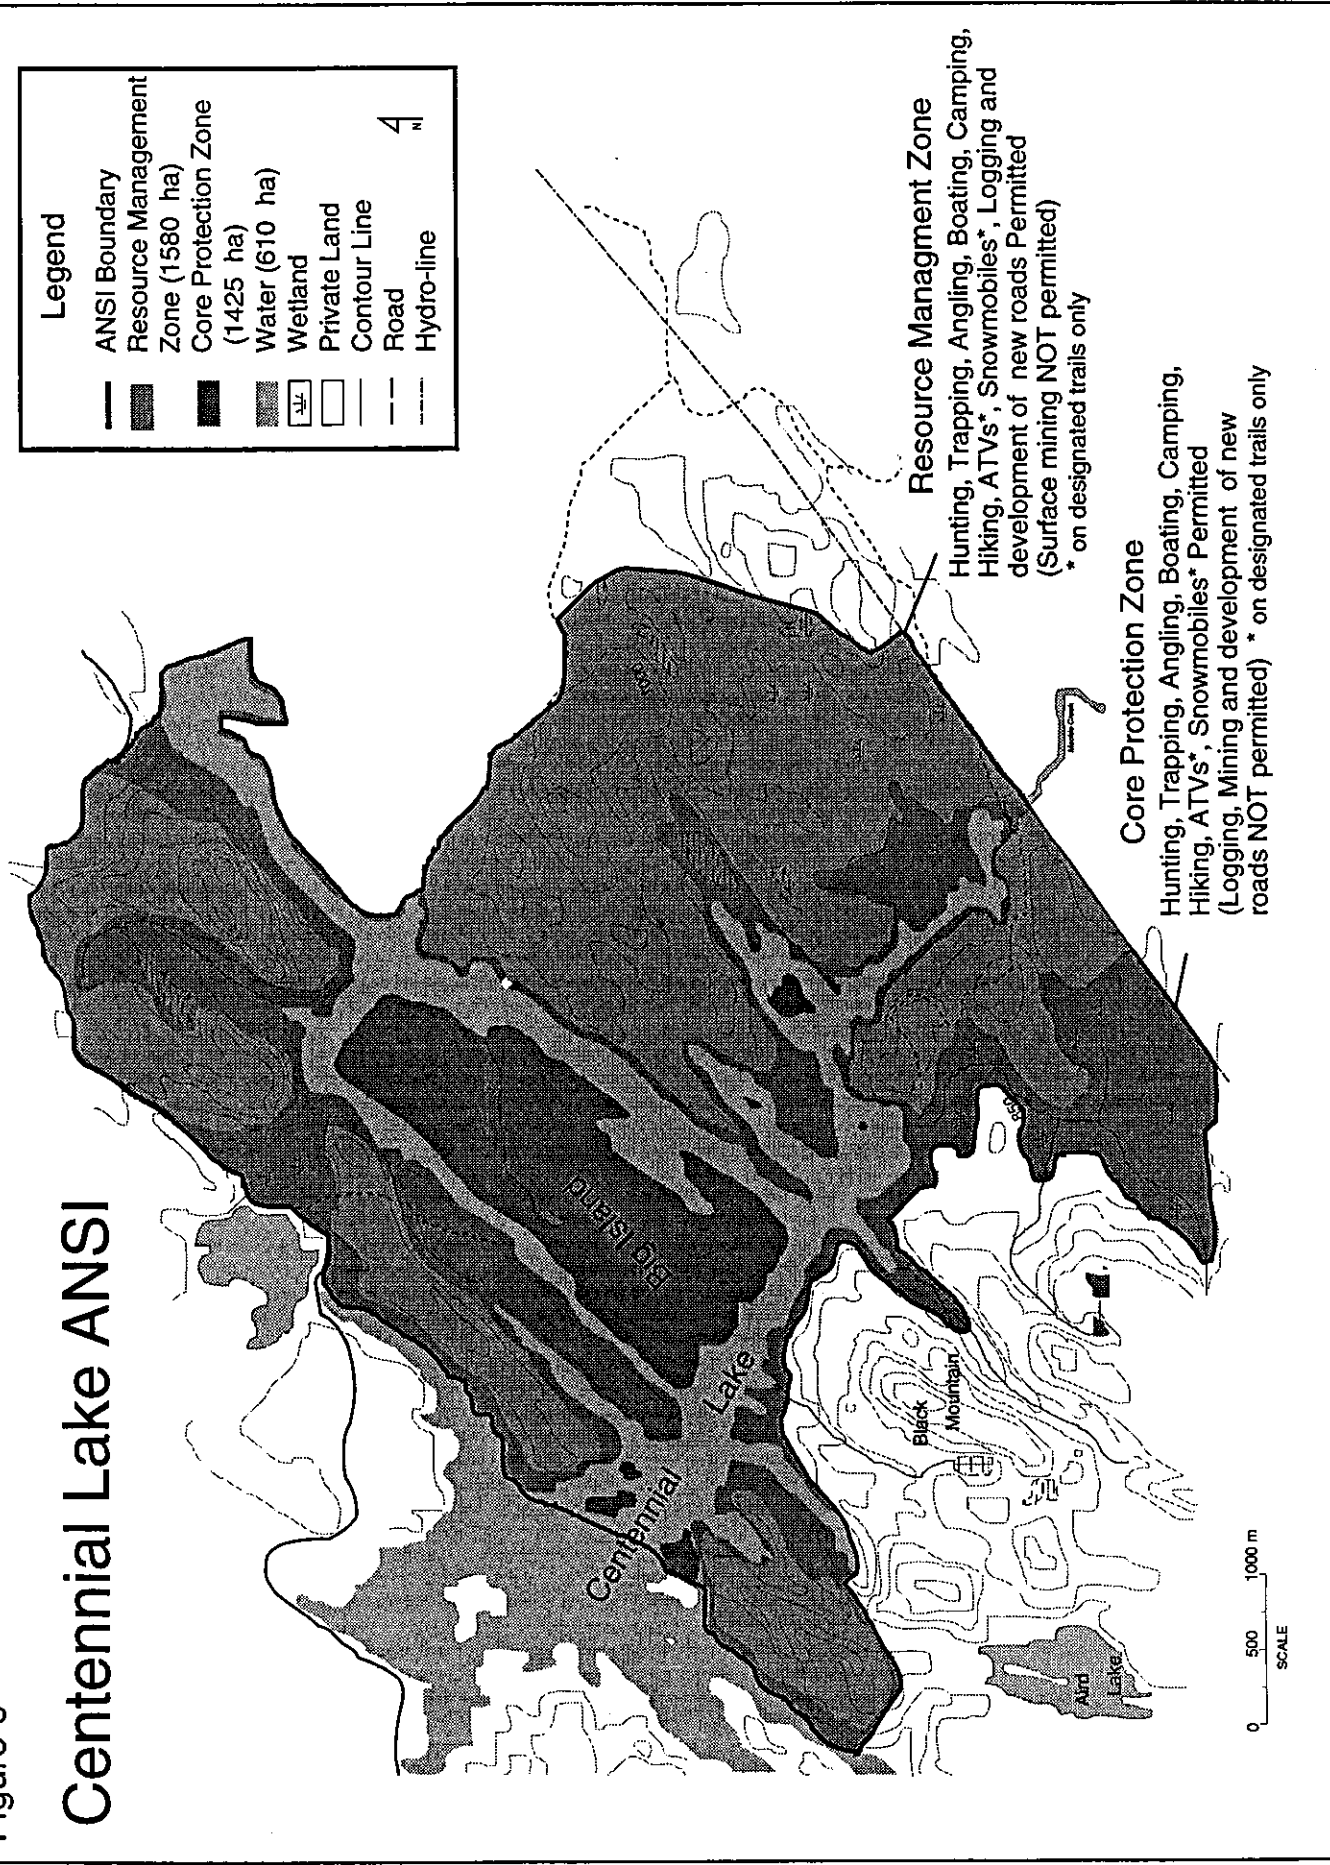 Centennial Lake ANSI
Legend
ANSI Boundary
Resource Management
Zone (1580 ha)
Core Protection Zone
(1425 ha)
Water (610 ha)
Wetland
Private Land
Contour Line
Road
Hydro-line
N
Big Island
Centennial
Lake
Black
Mountain
Aird
Lake
850
Resource Managment Zone
Hunting, Trapping, Angling, Boating, Camping,
Hiking, ATVs*, Snowmobiles*, Logging and
development of new roads Permitted
(Surface mining NOT permitted)
* on designated trails only
Core Protection Zone
Hunting, Trapping, Angling, Boating, Camping,
Hiking, ATVs*, Snowmobiles* Permitted
(Logging, Mining and development of new
roads NOT permitted) * on designated trails only
0 500 1000 m
SCALE